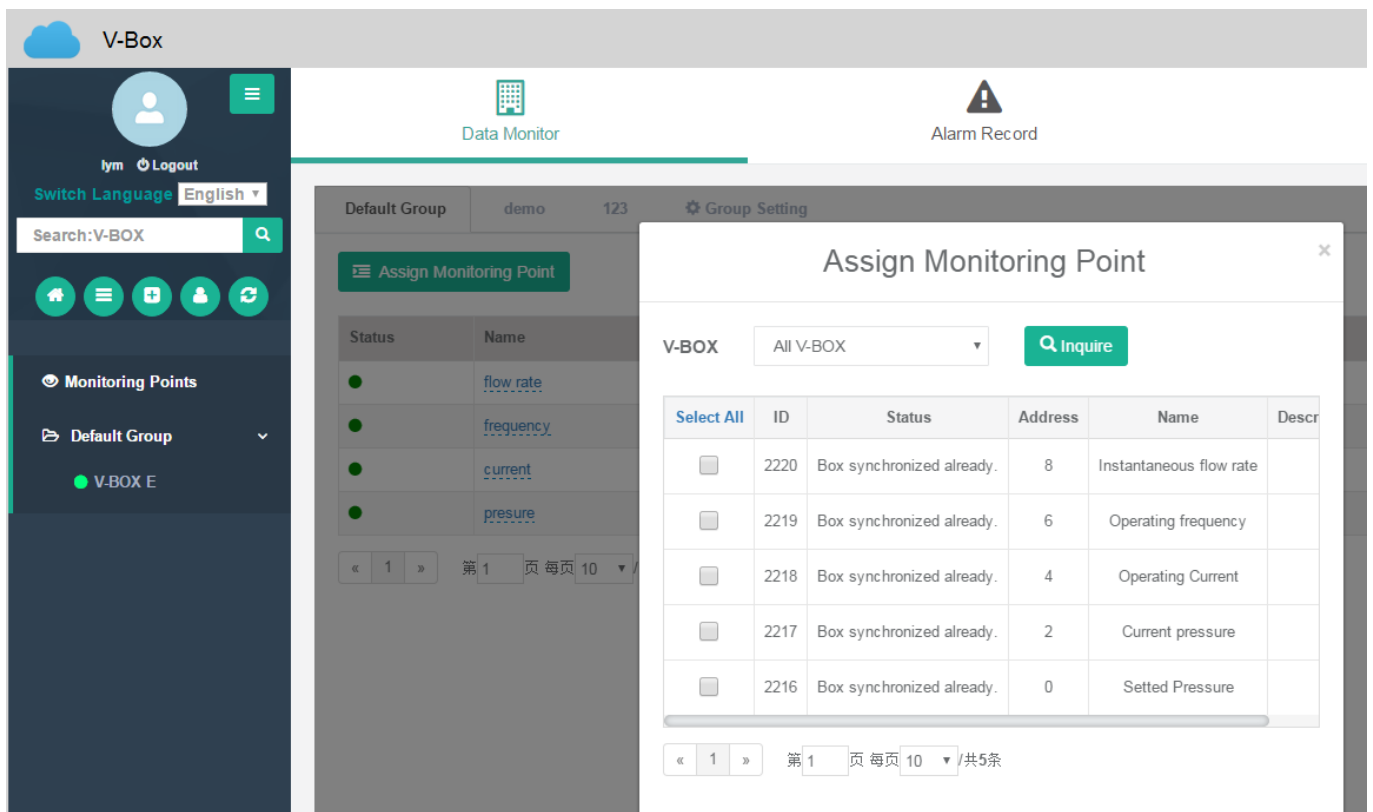 V-Box
lym Logout
Switch Language English
Search:V-BOX
Monitoring Points
Default Group
V-BOX E
Data Monitor
Alarm Record
Default Group demo 123 Group Setting
Assign Monitoring Point
Status Name
flow rate
frequency
current
presure
« 1 » 第 1 页 每页 10 /
Assign Monitoring Point ×
V-BOX All V-BOX Inquire
Select All ID Status Address Name Descr
2220 Box synchronized already. 8 Instantaneous flow rate
2219 Box synchronized already. 6 Operating frequency
2218 Box synchronized already. 4 Operating Current
2217 Box synchronized already. 2 Current pressure
2216 Box synchronized already. 0 Setted Pressure
« 1 » 第 1 页 每页 10 /共5条